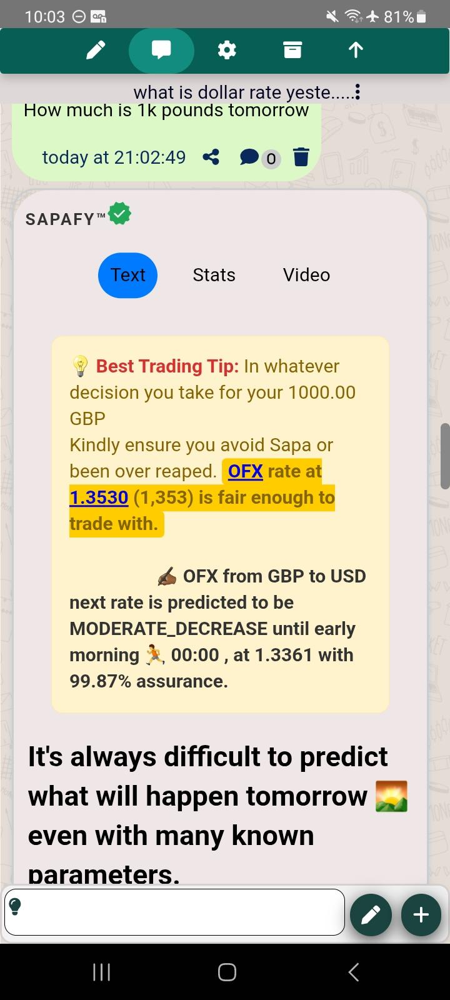 10:03 81%
what is dollar rate yeste.....
How much is 1k pounds tomorrow
today at 21:02:49 0
SAPAFY™
Text Stats Video
💡 Best Trading Tip: In whatever
decision you take for your 1000.00
GBP
Kindly ensure you avoid Sapa or
been over reaped. OFX rate at
1.3530 (1,353) is fair enough to
trade with.
✍🏾 OFX from GBP to USD
next rate is predicted to be
MODERATE_DECREASE until early
morning 🏃 00:00 , at 1.3361 with
99.87% assurance.
It's always difficult to predict
what will happen tomorrow 🌄
even with many known
parameters.